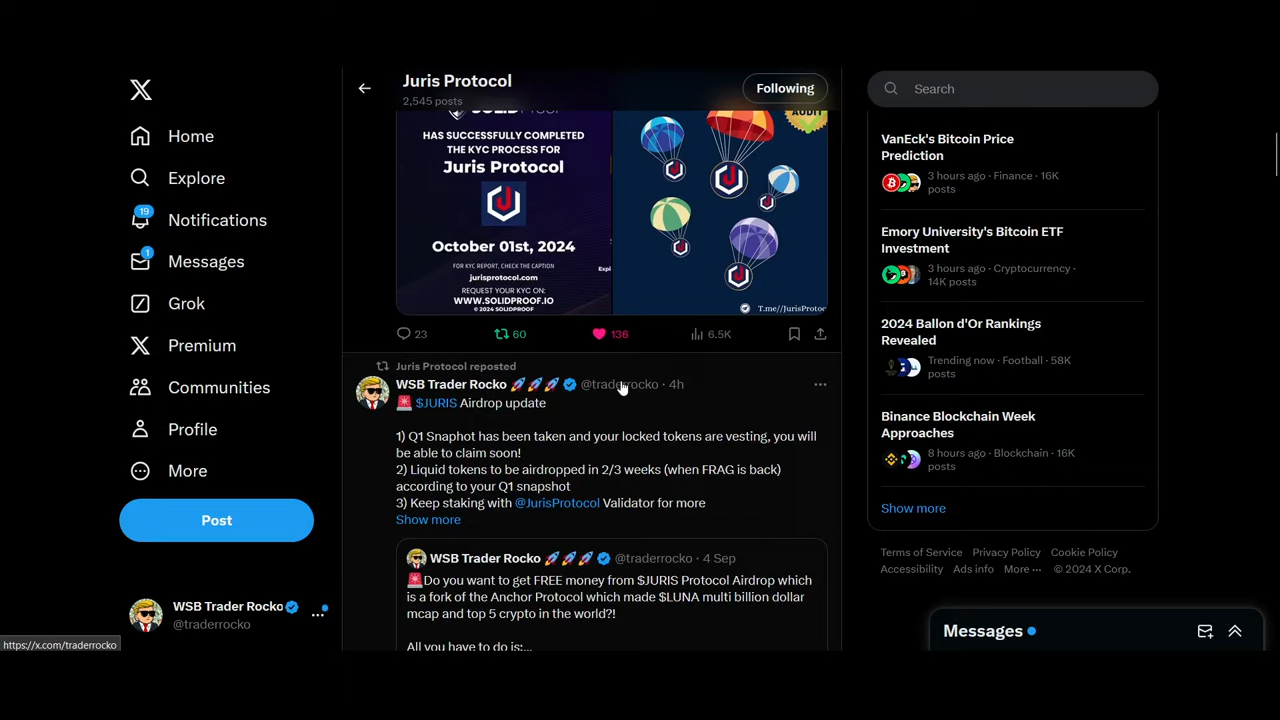 Home
Explore
19
Notifications
1
Messages
Grok
Premium
Communities
Profile
More
Post
WSB Trader Rocko
@traderrocko
https://x.com/traderrocko
Juris Protocol
2,545 posts
Following
SOLIDPROOF
HAS SUCCESSFULLY COMPLETED
THE KYC PROCESS FOR
Juris Protocol
October 01st, 2024
FOR KYC REPORT, CHECK THE CAPTION
jurisprotocol.com
REQUEST YOUR KYC ON:
WWW.SOLIDPROOF.IO
© 2024 SOLIDPROOF
Expi
AUDIT
T.me//JurisProtoc
23
60
136
6.5K
Juris Protocol reposted
WSB Trader Rocko 🚀🚀🚀 @traderrocko · 4h
🚨 $JURIS Airdrop update
1) Q1 Snaphot has been taken and your locked tokens are vesting, you will
be able to claim soon!
2) Liquid tokens to be airdropped in 2/3 weeks (when FRAG is back)
according to your Q1 snapshot
3) Keep staking with @JurisProtocol Validator for more
Show more
WSB Trader Rocko 🚀🚀🚀 @traderrocko · 4 Sep
🚨Do you want to get FREE money from $JURIS Protocol Airdrop which
is a fork of the Anchor Protocol which made $LUNA multi billion dollar
mcap and top 5 crypto in the world?!
All you have to do is:...
Search
VanEck's Bitcoin Price
Prediction
3 hours ago · Finance · 16K
posts
Emory University's Bitcoin ETF
Investment
3 hours ago · Cryptocurrency ·
14K posts
2024 Ballon d'Or Rankings
Revealed
Trending now · Football · 58K
posts
Binance Blockchain Week
Approaches
8 hours ago · Blockchain · 16K
posts
Show more
Terms of Service Privacy Policy Cookie Policy
Accessibility Ads info More ··· © 2024 X Corp.
Messages